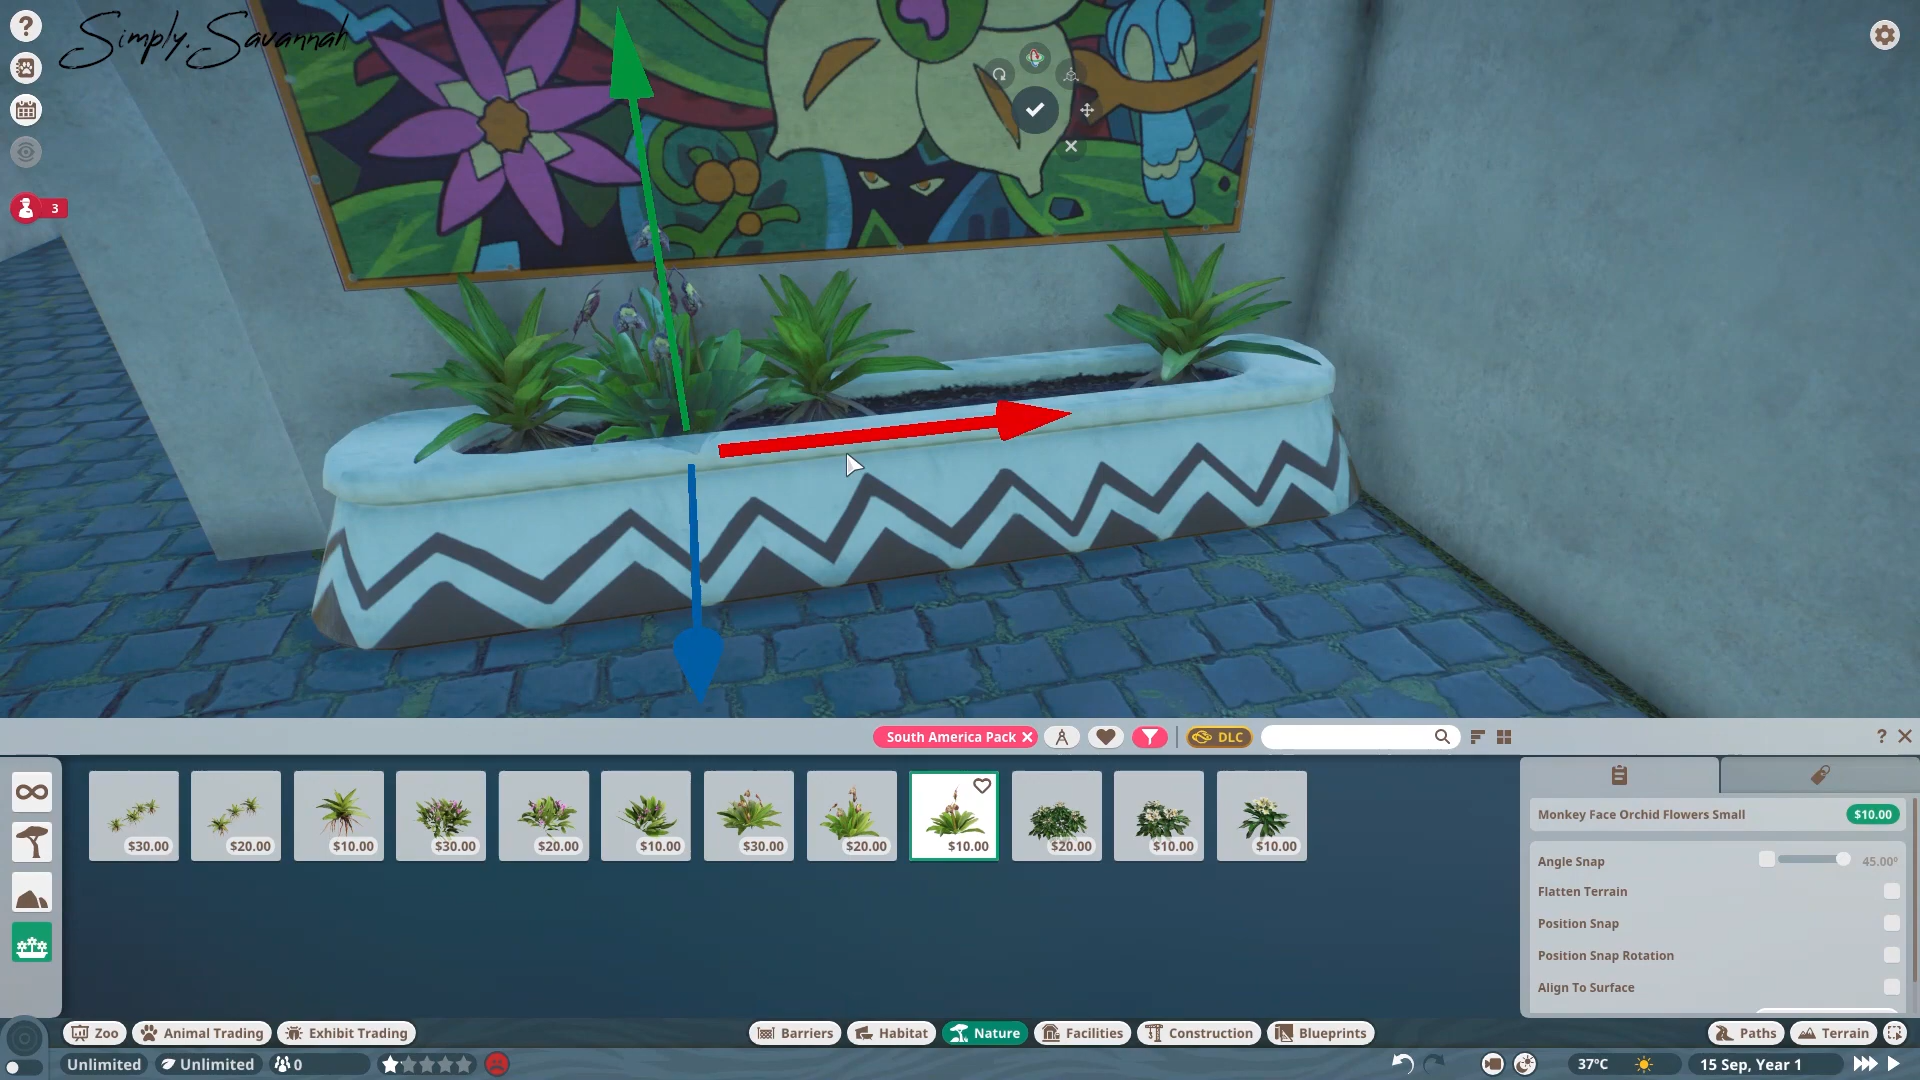 Simply.Savannah
3
South America Pack
DLC
?
$30.00
$20.00
$10.00
$30.00
$20.00
$10.00
$30.00
$20.00
$10.00
$20.00
$10.00
$10.00
Monkey Face Orchid Flowers Small
$10.00
Angle Snap
45.00°
Flatten Terrain
Position Snap
Position Snap Rotation
Align To Surface
Zoo
Animal Trading
Exhibit Trading
Barriers
Habitat
Nature
Facilities
Construction
Blueprints
Paths
Terrain
Unlimited
Unlimited
0
37°C
15 Sep, Year 1